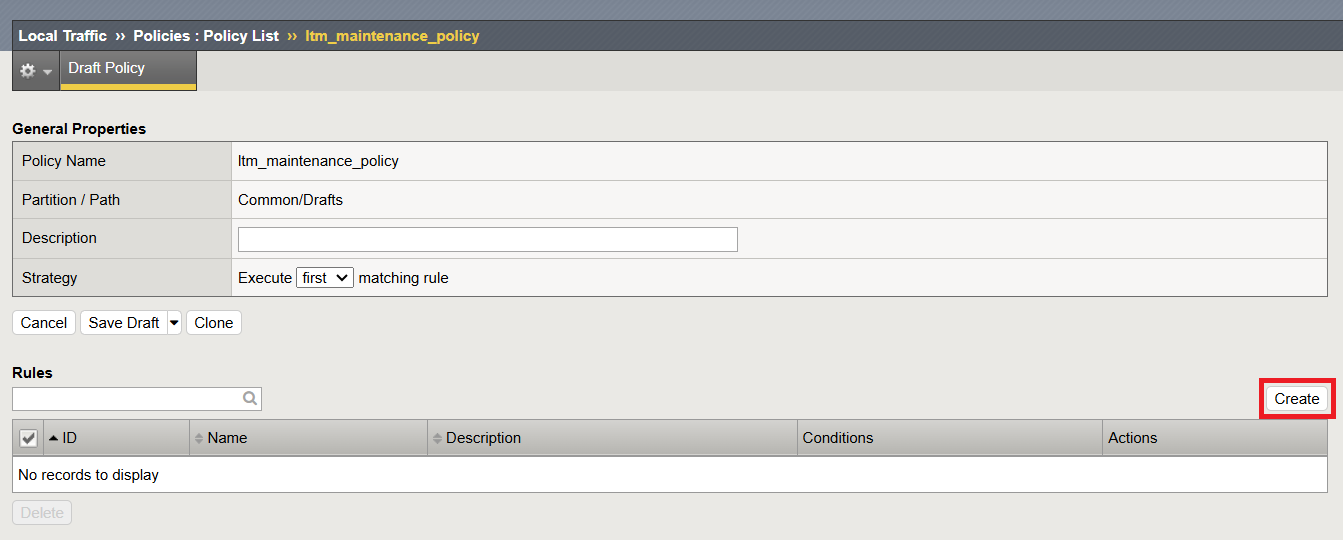 Local Traffic ›› Policies : Policy List ›› ltm_maintenance_policy
Draft Policy
General Properties
Policy Name ltm_maintenance_policy
Partition / Path Common/Drafts
Description
Strategy Execute first matching rule
Cancel Save Draft Clone
Rules
Create
ID Name Description Conditions Actions
No records to display
Delete